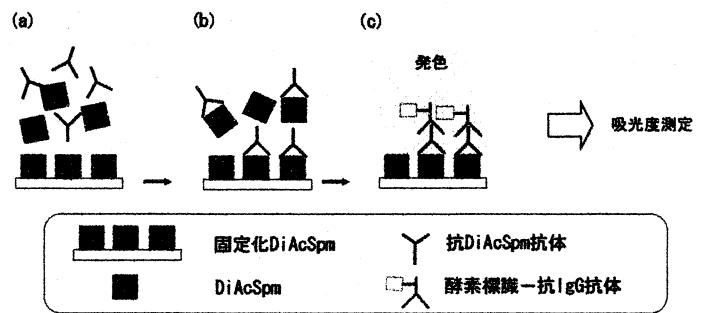 (a)
(b)
(c)
発色
吸光度測定
固定化DiAcSpm
抗DiAcSpm抗体
DiAcSpm
酵素標識－抗IgG抗体